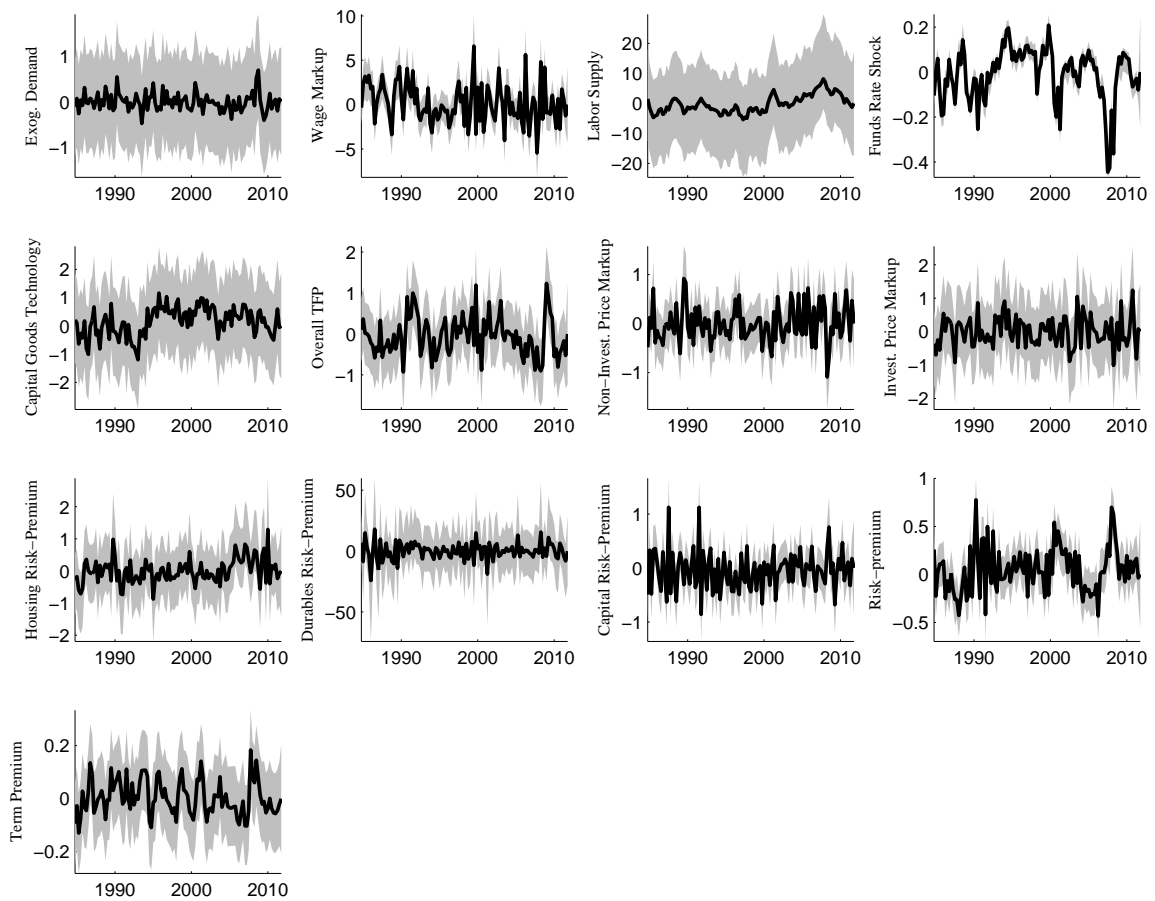 Exog. Demand
1
0
−1
1990 2000 2010
Wage Markup
10
5
0
−5
1990 2000 2010
Labor Supply
20
10
0
−10
−20
1990 2000 2010
Funds Rate Shock
0.2
0
−0.2
−0.4
1990 2000 2010
Capital Goods Technology
2
1
0
−1
−2
1990 2000 2010
Overall TFP
2
1
0
−1
1990 2000 2010
Non−Invest. Price Markup
1
0
−1
1990 2000 2010
Invest. Price Markup
2
1
0
−1
−2
1990 2000 2010
Housing Risk−Premium
2
1
0
−1
−2
1990 2000 2010
Durables Risk−Premium
50
0
−50
1990 2000 2010
Capital Risk−Premium
1
0
−1
1990 2000 2010
Risk−premium
1
0.5
0
−0.5
1990 2000 2010
Term Premium
0.2
0
−0.2
1990 2000 2010